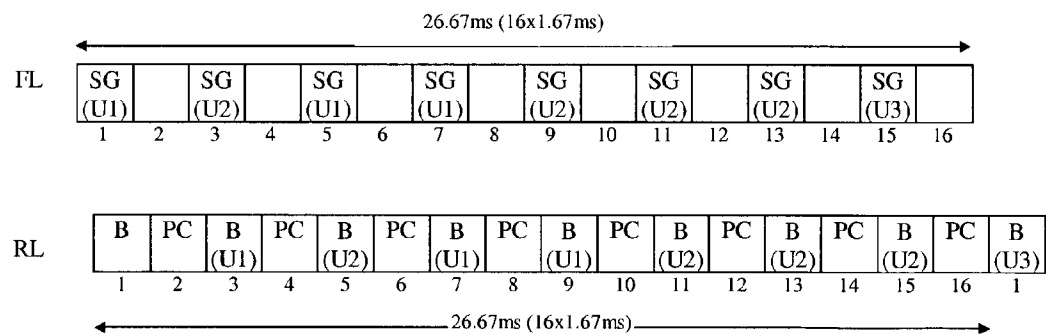 26.67ms (16x1.67ms)
FL
SG SG SG SG SG SG SG SG
(U1) (U2) (U1) (U1) (U2) (U2) (U2) (U3)
1 2 3 4 5 6 7 8 9 10 11 12 13 14 15 16
RL
B PC B PC B PC B PC B PC B PC B PC B PC B
(U1) (U2) (U1) (U1) (U2) (U2) (U2) (U3)
1 2 3 4 5 6 7 8 9 10 11 12 13 14 15 16 1
26.67ms (16x1.67ms)